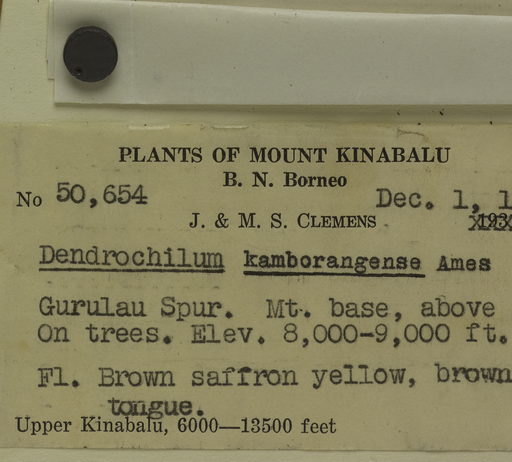 PLANTS OF MOUNT KINABALU
B. N. Borneo
No 50,654 Dec. 1, 1
J. & M. S. CLEMENS 193
Dendrochilum kamborangense Ames
Gurulau Spur. Mt. base, above
On trees. Elev. 8,000-9,000 ft.
Fl. Brown saffron yellow, brown
tongue.
Upper Kinabalu, 6000—13500 feet